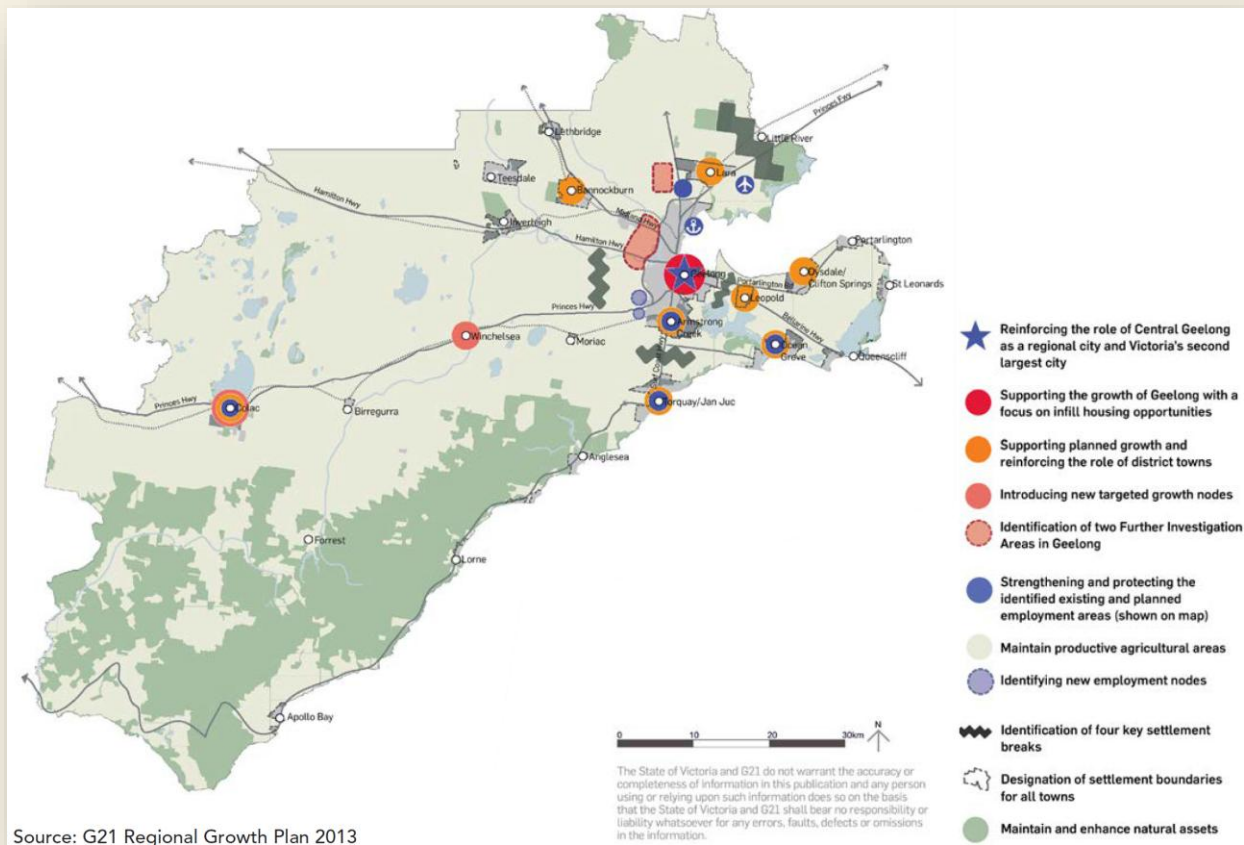 Lethbridge
Little River
Princes Fwy
Teesdale
Bannockburn
Lara
Hamilton Hwy
Inverleigh
Midland Hwy
Hamilton Hwy
Portarlington
Geelong
Drysdale/
Clifton Springs
Portarlington Rd
St Leonards
Leopold
Princes Hwy
Bellarine Hwy
Winchelsea
Moriac
Armstrong
Creek
Ocean
Grove
Queenscliff
Torquay/Jan Juc
Princes Hwy
Colac
Birregurra
Anglesea
Forrest
Lorne
Apollo Bay
Reinforcing the role of Central Geelong
as a regional city and Victoria's second
largest city
Supporting the growth of Geelong with a
focus on infill housing opportunities
Supporting planned growth and
reinforcing the role of district towns
Introducing new targeted growth nodes
Identification of two Further Investigation
Areas in Geelong
Strengthening and protecting the
identified existing and planned
employment areas (shown on map)
Maintain productive agricultural areas
Identifying new employment nodes
Identification of four key settlement
breaks
Designation of settlement boundaries
for all towns
Maintain and enhance natural assets
0 10 20 30km
N
The State of Victoria and G21 do not warrant the accuracy or
completeness of information in this publication and any person
using or relying upon such information does so on the basis
that the State of Victoria and G21 shall bear no responsibility or
liability whatsoever for any errors, faults, defects or omissions
in the information.
Source: G21 Regional Growth Plan 2013